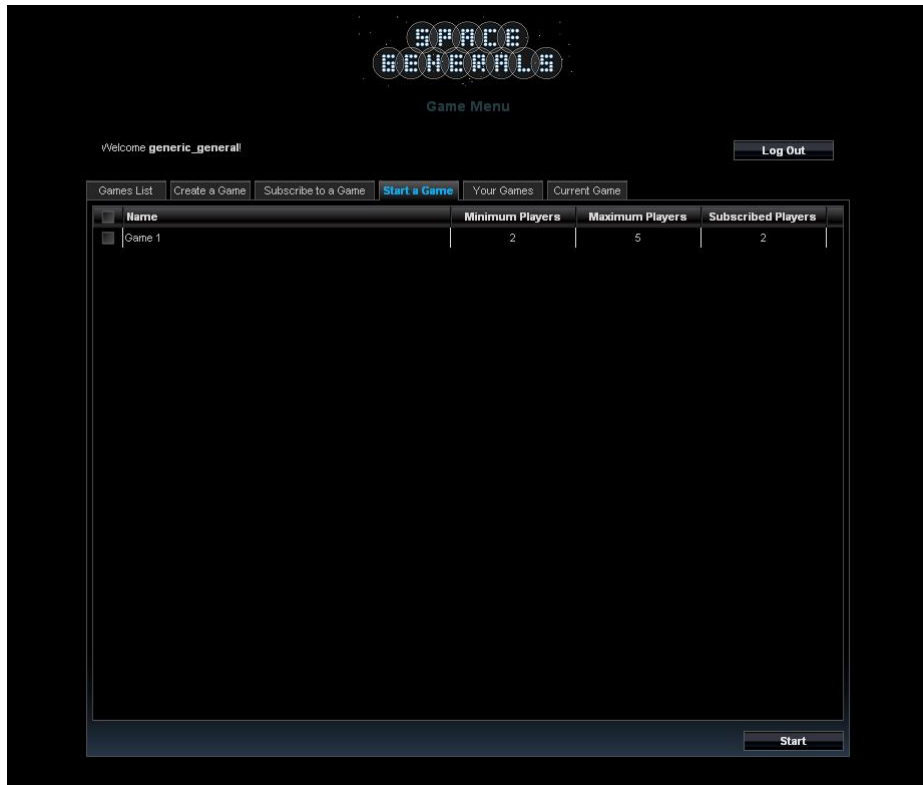 SPACE
GENERALS
Game Menu
Welcome generic_general!
Log Out
Games List Create a Game Subscribe to a Game Start a Game Your Games Current Game
Name Minimum Players Maximum Players Subscribed Players
Game 1 2 5 2
Start